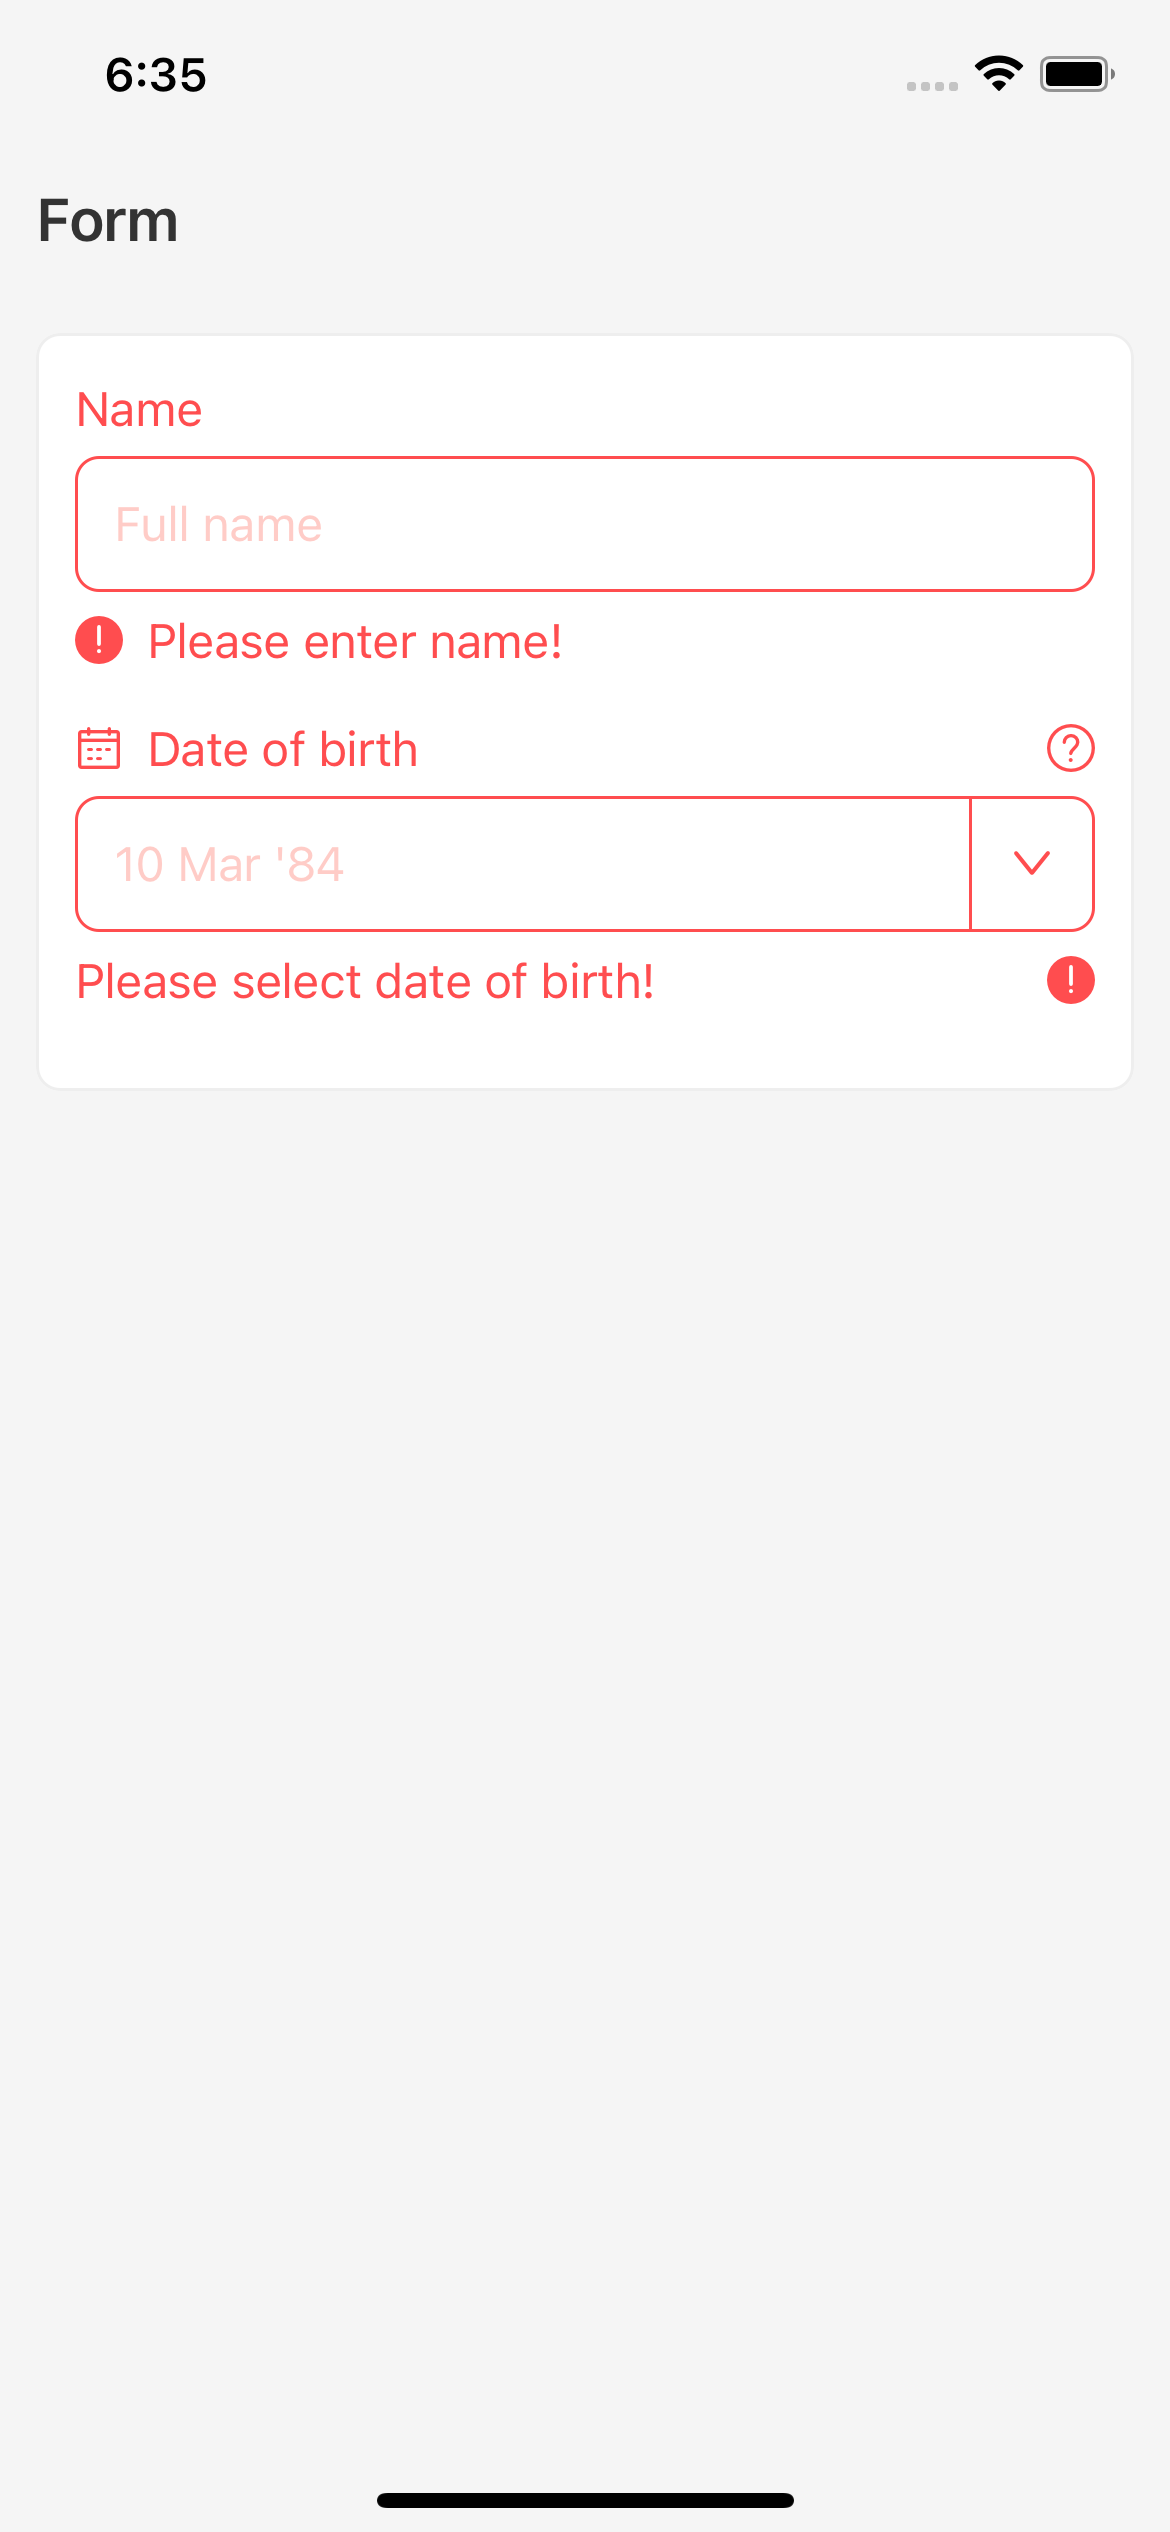 6:35
Form
Name
Full name
Please enter name!
Date of birth
10 Mar '84
Please select date of birth!